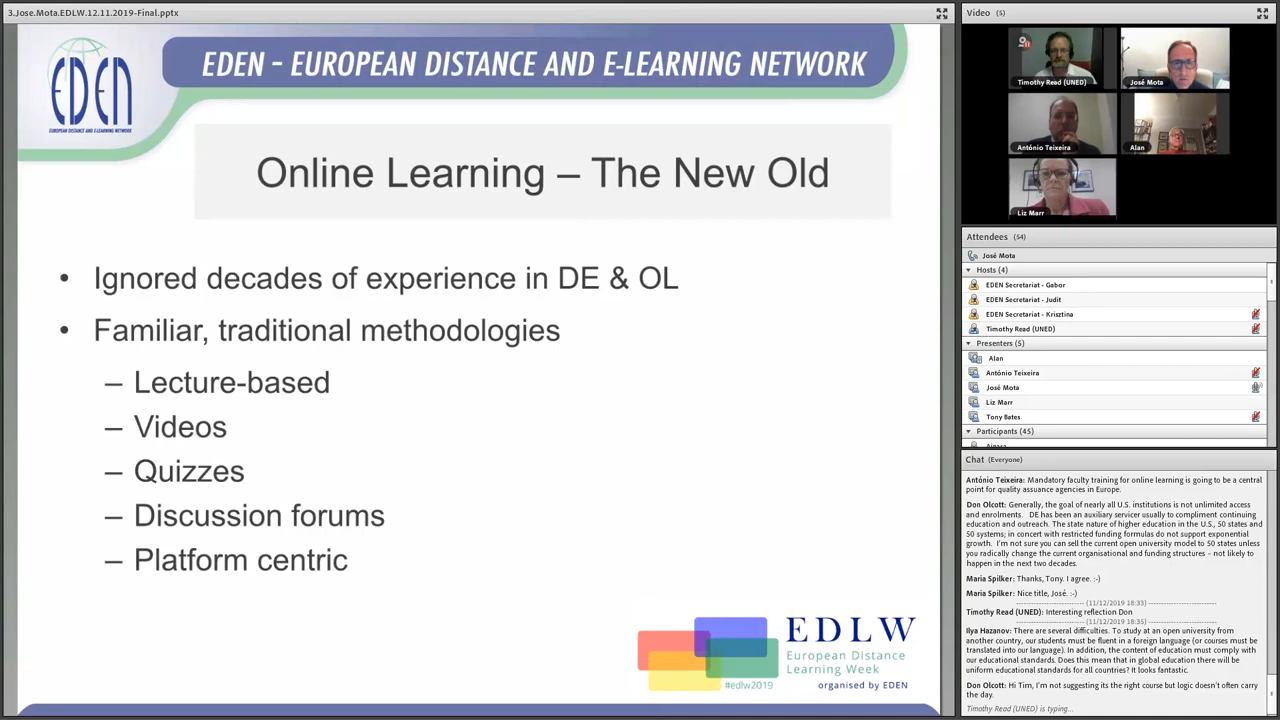 3.Jose.Mota.EDLW.12.11.2019-Final.pptx
EDEN
EUROPEAN DISTANCE AND E-LEARNING NETWORK
EDEN - EUROPEAN DISTANCE AND E-LEARNING NETWORK
Online Learning – The New Old
• Ignored decades of experience in DE & OL
• Familiar, traditional methodologies
– Lecture-based
– Videos
– Quizzes
– Discussion forums
– Platform centric
EDLW
European Distance
Learning Week
#edlw2019
organised by EDEN
Video (5)
Timothy Read (UNED)
José Mota
António Teixeira
Alan
Liz Marr
Attendees (54)
José Mota
Hosts (4)
EDEN Secretariat - Gabor
EDEN Secretariat - Judit
EDEN Secretariat - Krisztina
Timothy Read (UNED)
Presenters (5)
Alan
António Teixeira
José Mota
Liz Marr
Tony Bates
Participants (45)
Chat (Everyone)
António Teixeira: Mandatory faculty training for online learning is going to be a central
point for quality assuance agencies in Europe.
Don Olcott: Generally, the goal of nearly all U.S. institutions is not unlimited access
and enrolments. DE has been an auxiliary servicer usually to compliment continuing
education and outreach. The state nature of higher education in the U.S., 50 states and
50 systems; in concert with restricted funding formulas do not support exponential
growth. I'm not sure you can sell the current open university model to 50 states unless
you radically change the current organisational and funding structures - not likely to
happen in the next two decades.
Maria Spilker: Thanks, Tony. I agree. :-)
Maria Spilker: Nice title, José. :-)
(11/12/2019 18:33)
Timothy Read (UNED): Interesting reflection Don
(11/12/2019 18:35)
Ilya Hazanov: There are several difficulties. To study at an open university from
another country, our students must be fluent in a foreign language (or courses must be
translated into our language). In addition, the content of education must comply with
our educational standards. Does this mean that in global education there will be
uniform educational standards for all countries? It looks fantastic.
Don Olcott: Hi Tim, I'm not suggesting its the right course but logic doesn't often carry
the day.
Timothy Read (UNED) is typing...